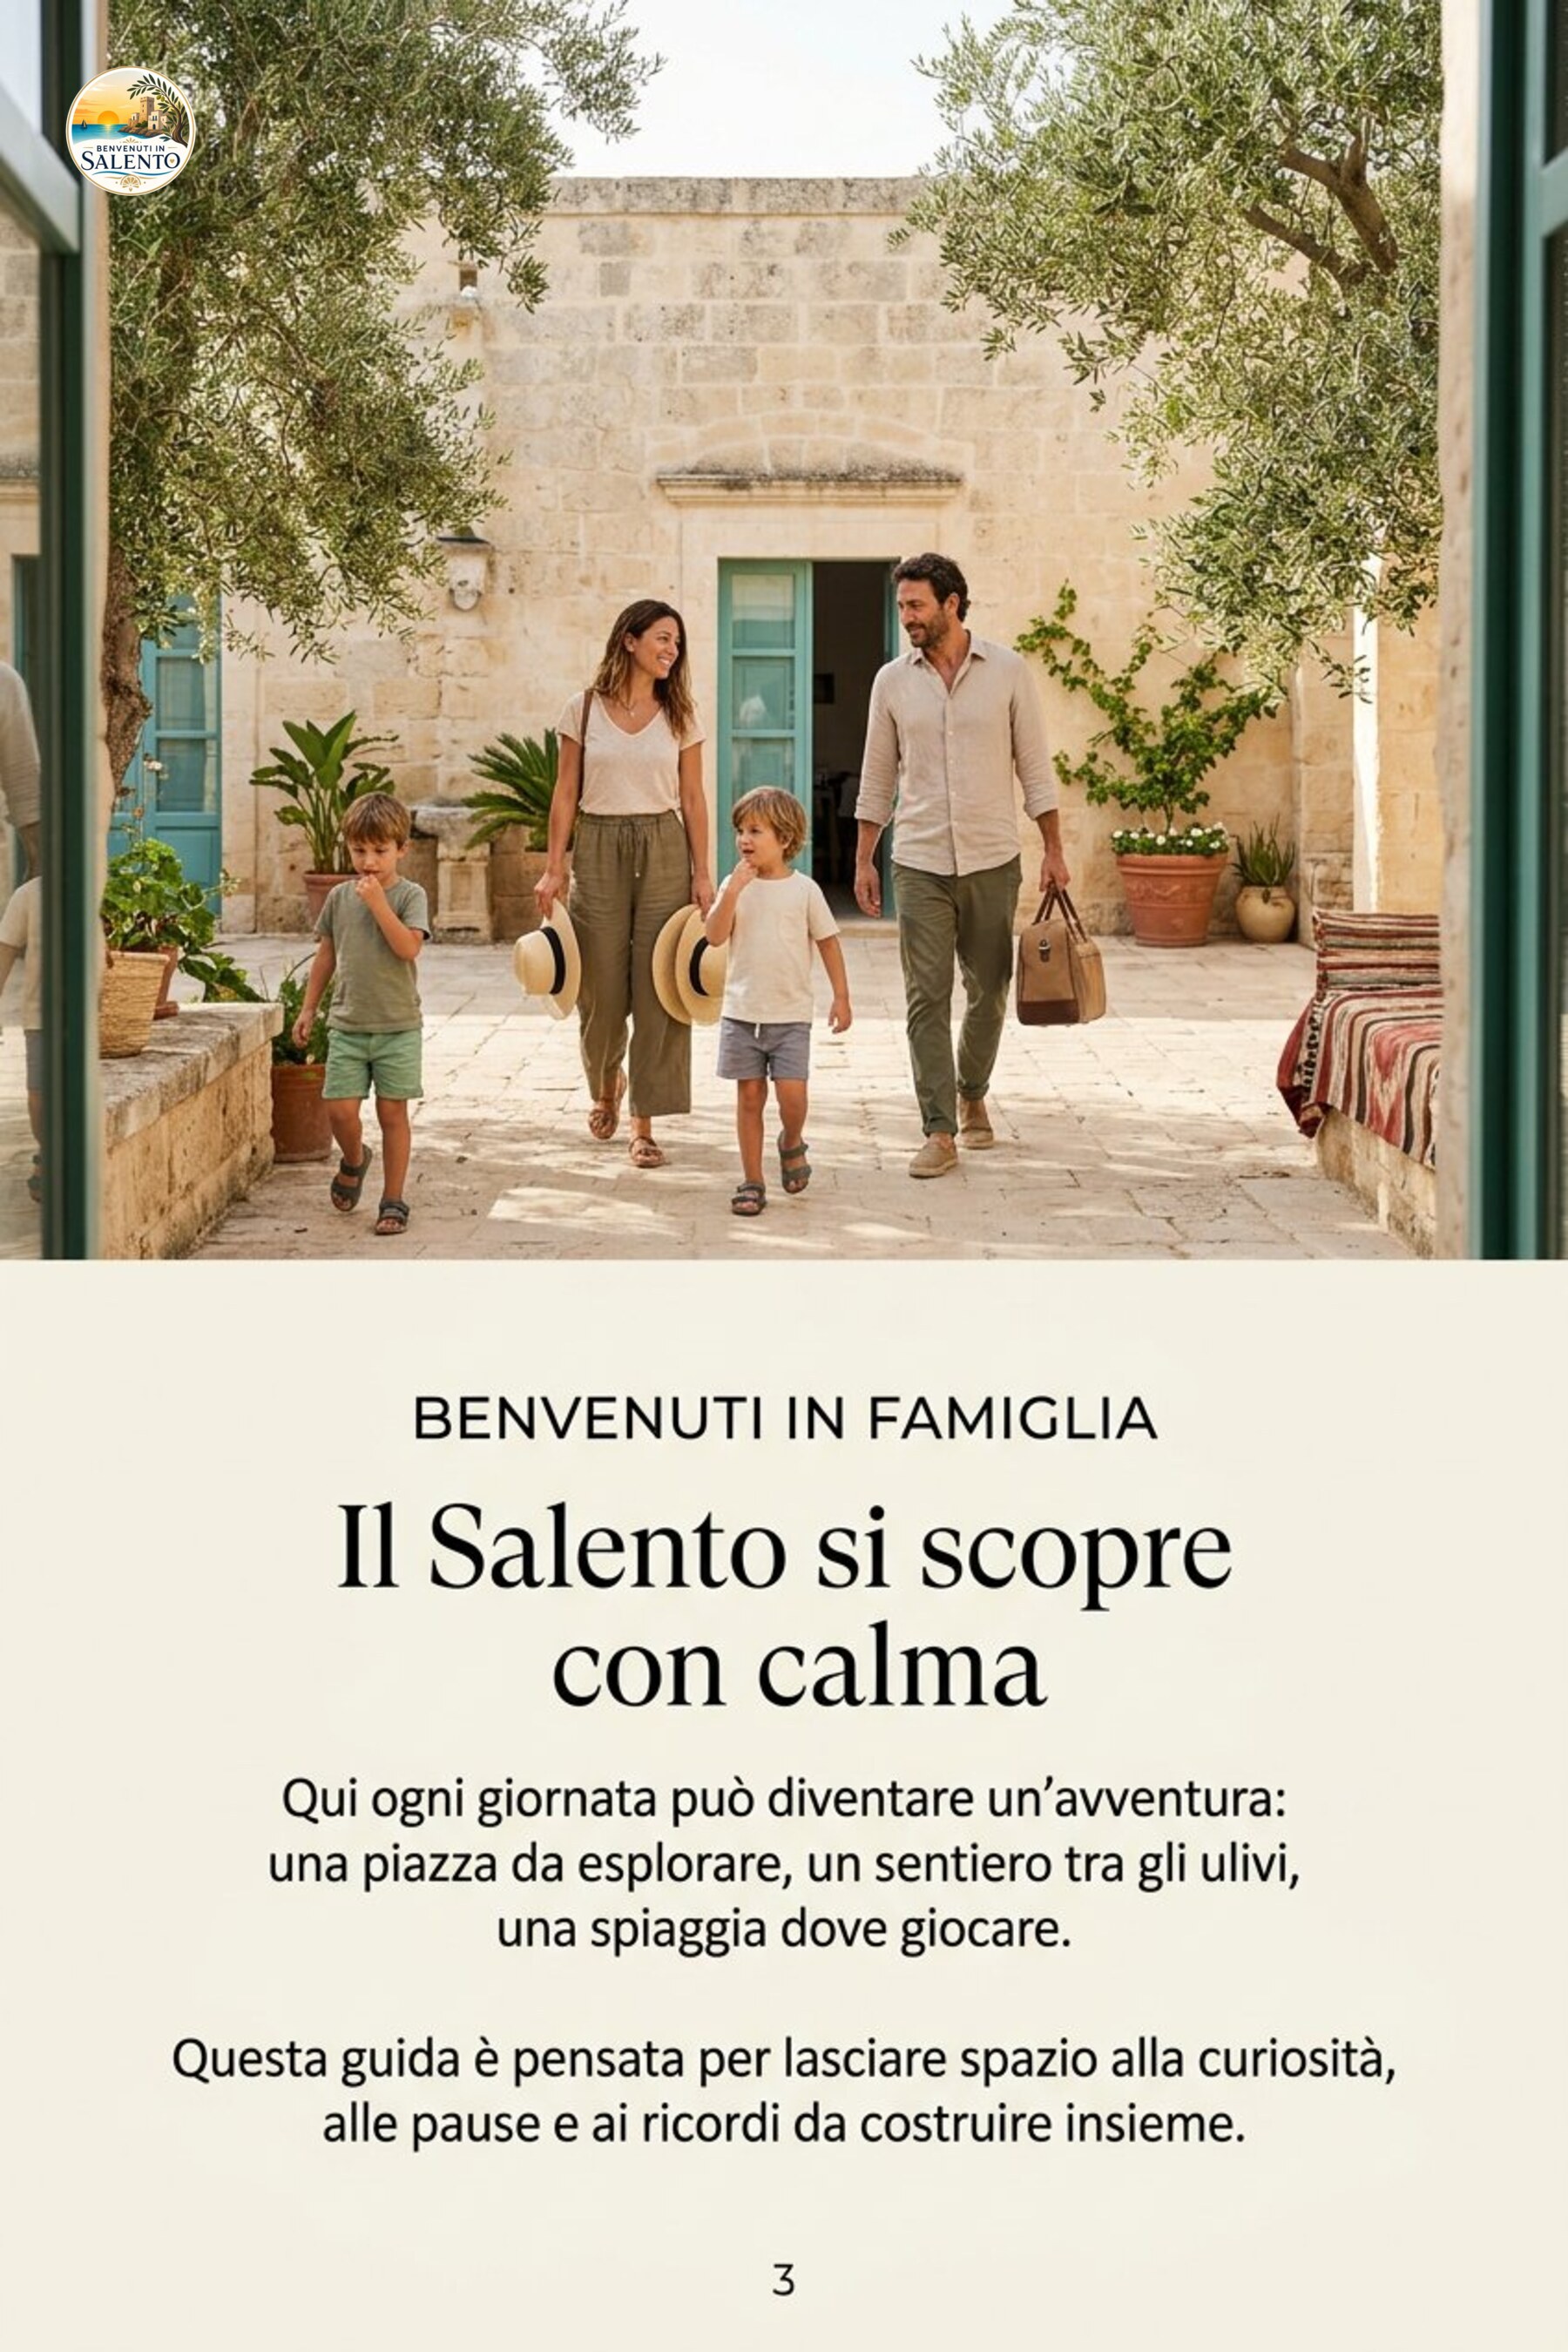 BENVENUTI IN
SALENTO
BENVENUTI IN FAMIGLIA
Il Salento si scopre
con calma
Qui ogni giornata può diventare un’avventura:
una piazza da esplorare, un sentiero tra gli ulivi,
una spiaggia dove giocare.
Questa guida è pensata per lasciare spazio alla curiosità,
alle pause e ai ricordi da costruire insieme.
3